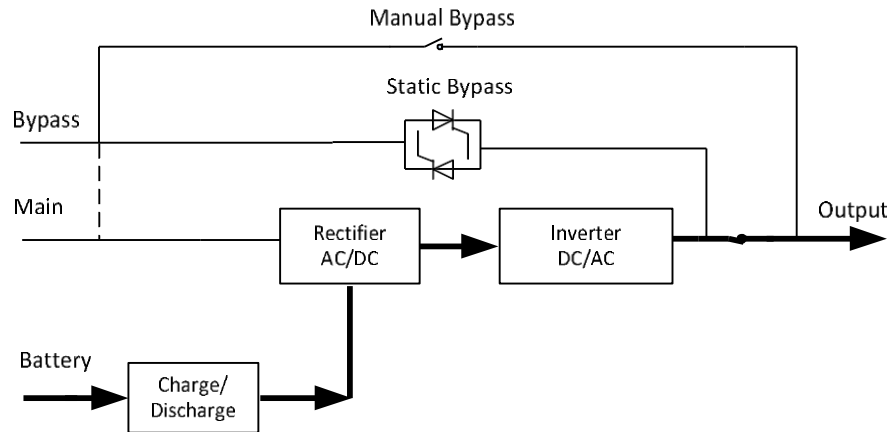 Manual Bypass
Static Bypass
Bypass
Main
Rectifier
AC/DC
Inverter
DC/AC
Output
Battery
Charge/
Discharge